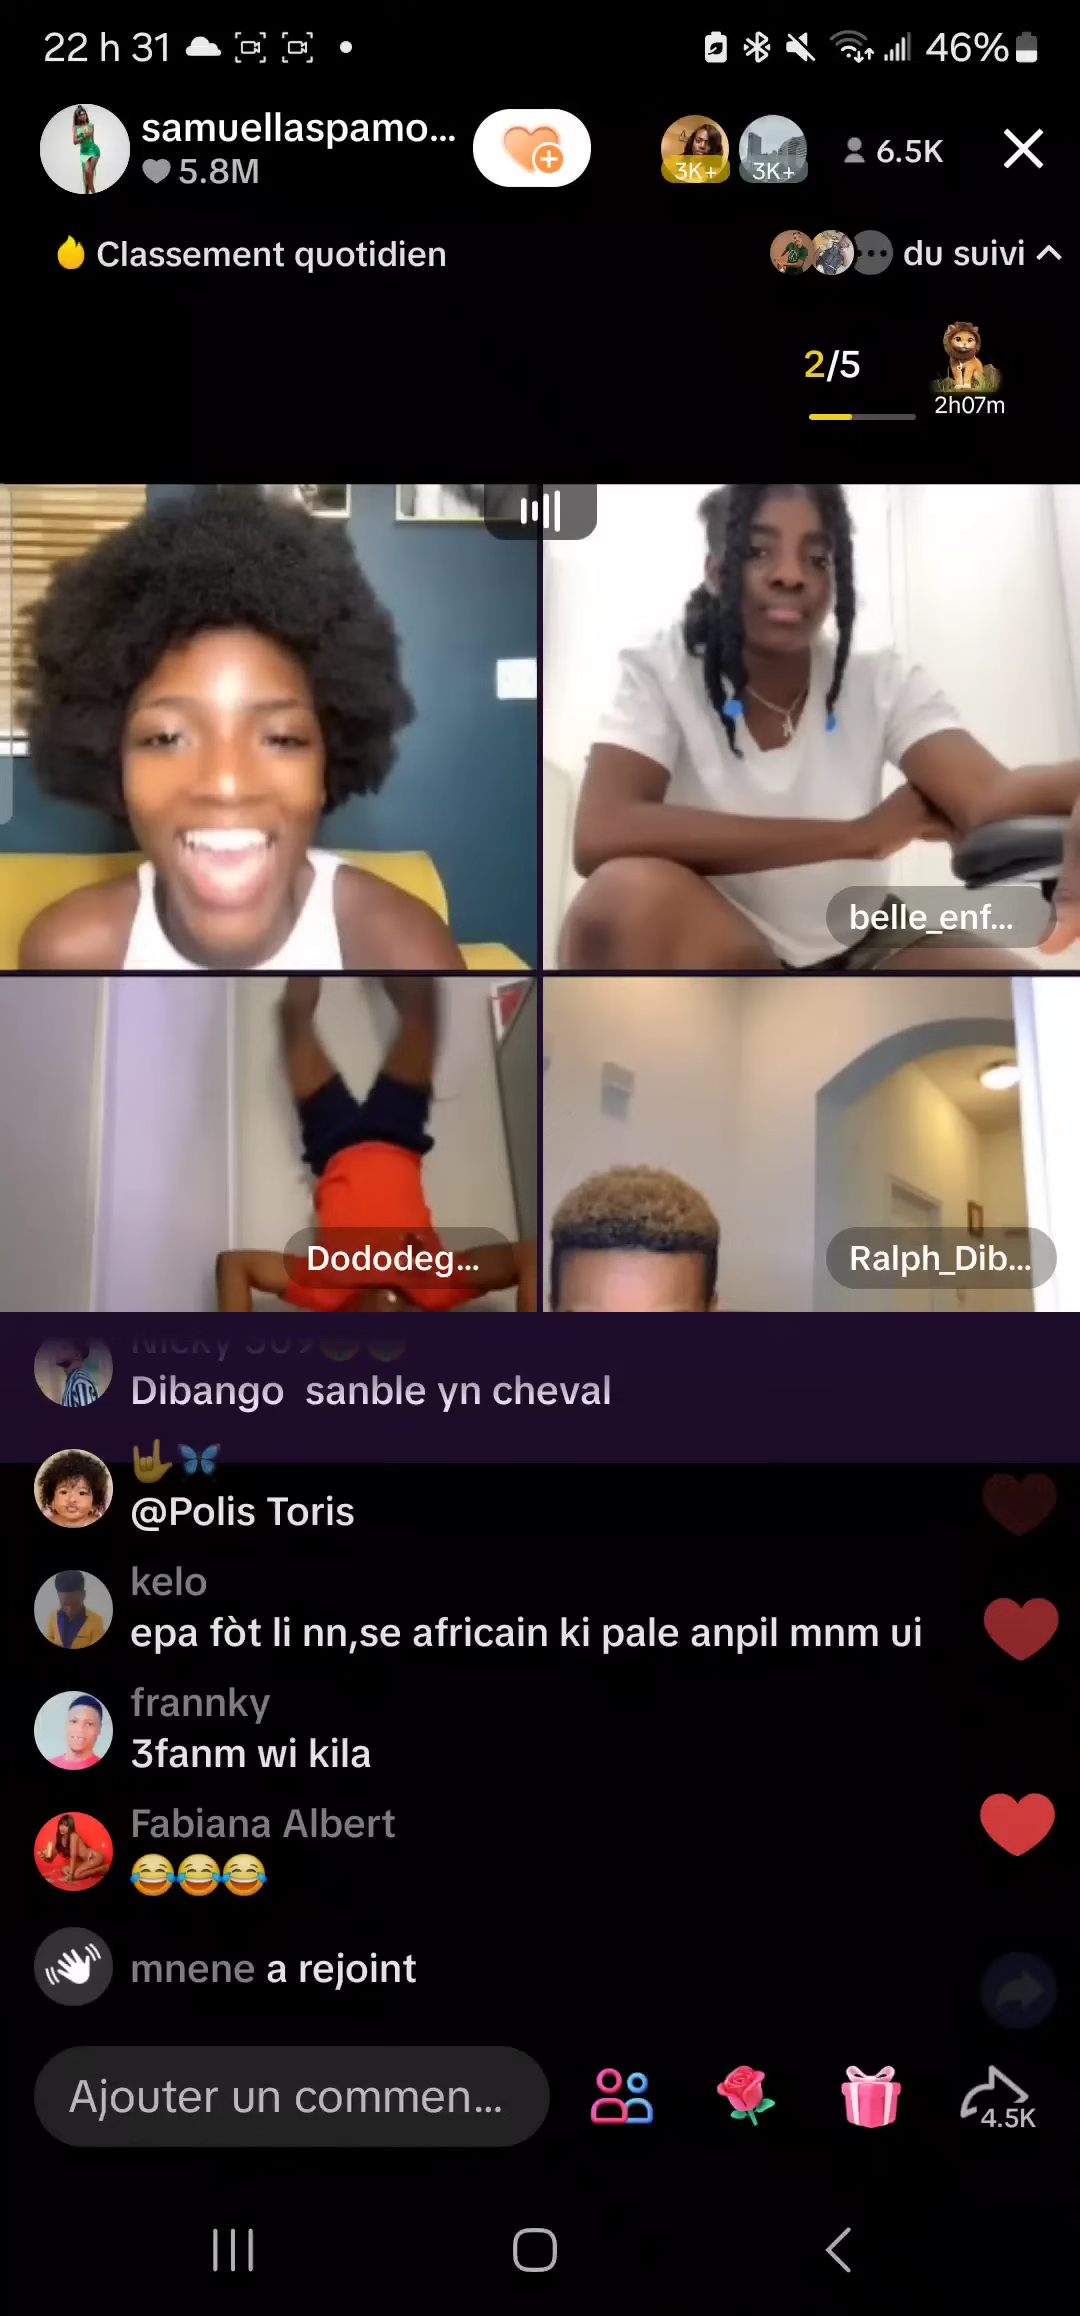 22 h 31
46%
samuellaspamo...
5.8M
3K+
3K+
6.5K
Classement quotidien
du suivi
2/5
2h07m
belle_enf...
Dododeg...
Ralph_Dib...
Dibango sanble yn cheval
@Polis Toris
kelo
epa fòt li nn,se africain ki pale anpil mnm ui
frannky
3fanm wi kila
Fabiana Albert
mnene a rejoint
Ajouter un commen...
4.5K